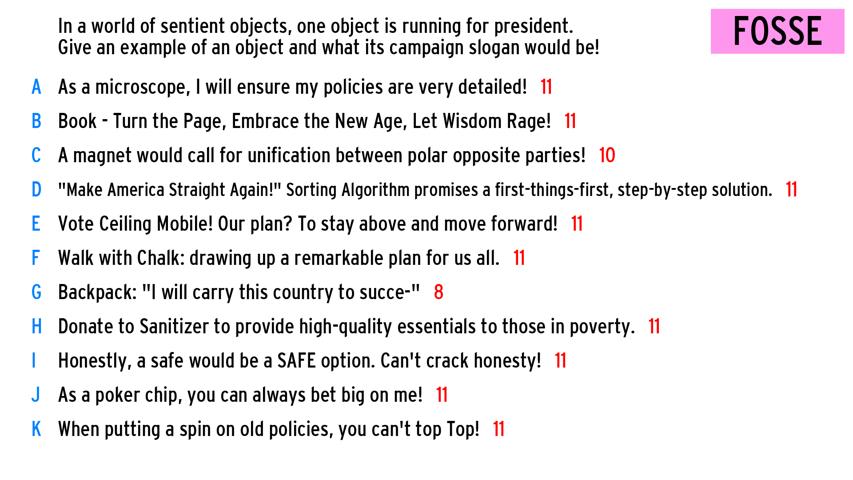 In a world of sentient objects, one object is running for president.
Give an example of an object and what its campaign slogan would be!
FOSSE
A As a microscope, I will ensure my policies are very detailed! 11
B Book - Turn the Page, Embrace the New Age, Let Wisdom Rage! 11
C A magnet would call for unification between polar opposite parties! 10
D "Make America Straight Again!" Sorting Algorithm promises a first-things-first, step-by-step solution. 11
E Vote Ceiling Mobile! Our plan? To stay above and move forward! 11
F Walk with Chalk: drawing up a remarkable plan for us all. 11
G Backpack: "I will carry this country to succe-" 8
H Donate to Sanitizer to provide high-quality essentials to those in poverty. 11
I Honestly, a safe would be a SAFE option. Can't crack honesty! 11
J As a poker chip, you can always bet big on me! 11
K When putting a spin on old policies, you can't top Top! 11